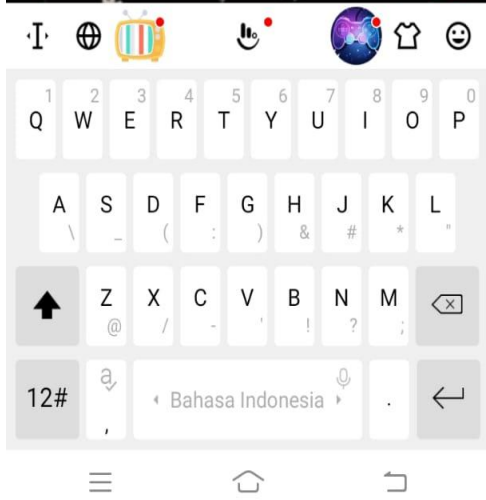 1 2 3 4 5 6 7 8 9 0
Q W E R T Y U I O P
A S D F G H J K L
\ _ ( : ) & # * "
Z X C V B N M
@ / - ' ! ? ;
12# a , Bahasa Indonesia .